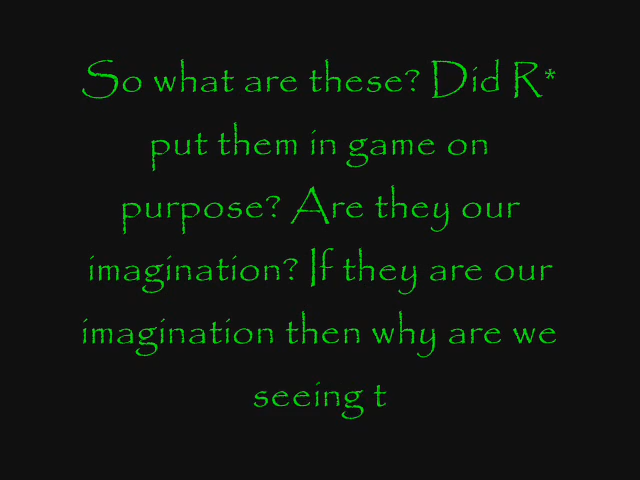 So what are these? Did R*
put them in game on
purpose? Are they our
imagination? If they are our
imagination then why are we
seeing t